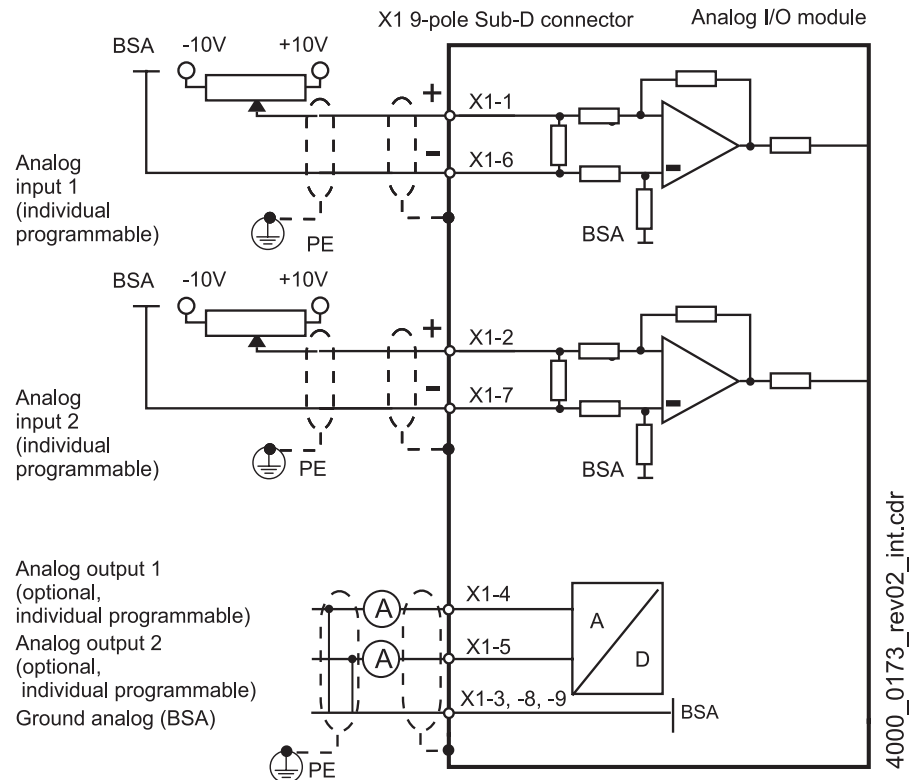 X1 9-pole Sub-D connector
Analog I/O module
BSA
-10V
+10V
+
X1-1
-
X1-6
Analog
input 1
(individual
programmable)
PE
BSA
BSA
-10V
+10V
+
X1-2
-
X1-7
Analog
input 2
(individual
programmable)
PE
BSA
Analog output 1
(optional,
individual programmable)
A
X1-4
A
D
Analog output 2
(optional,
individual programmable)
A
X1-5
Ground analog (BSA)
X1-3, -8, -9
BSA
PE
4000_0173_rev02_int.cdr